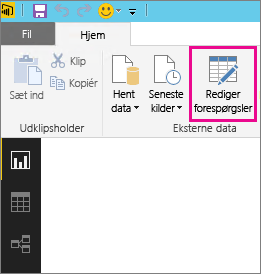 Fil
Hjem
Sæt ind
Klip
Kopiér
Hent data
Seneste kilder
Rediger forespørgsler
Udklipsholder
Eksterne data